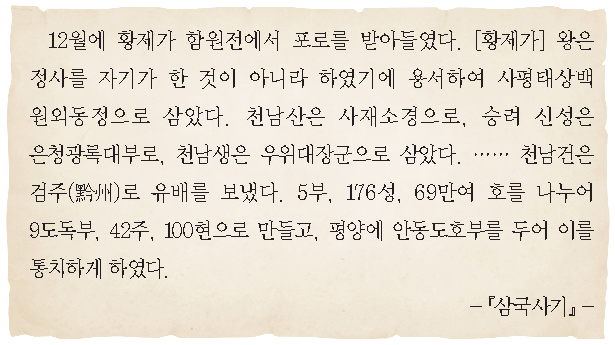 12월에 황제가 함원전에서 포로를 받아들였다. [황제가] 왕은
정사를 자기가 한 것이 아니라 하였기에 용서하여 사평태상백
원외동정으로 삼았다. 천남산은 사재소경으로, 승려 신성은
은청광록대부로, 천남생은 우위대장군으로 삼았다. …… 천남건은
검주(黔州)로 유배를 보냈다. 5부, 176성, 69만여 호를 나누어
9도독부, 42주, 100현으로 만들고, 평양에 안동도호부를 두어 이를
통치하게 하였다.
– 『삼국사기』 –